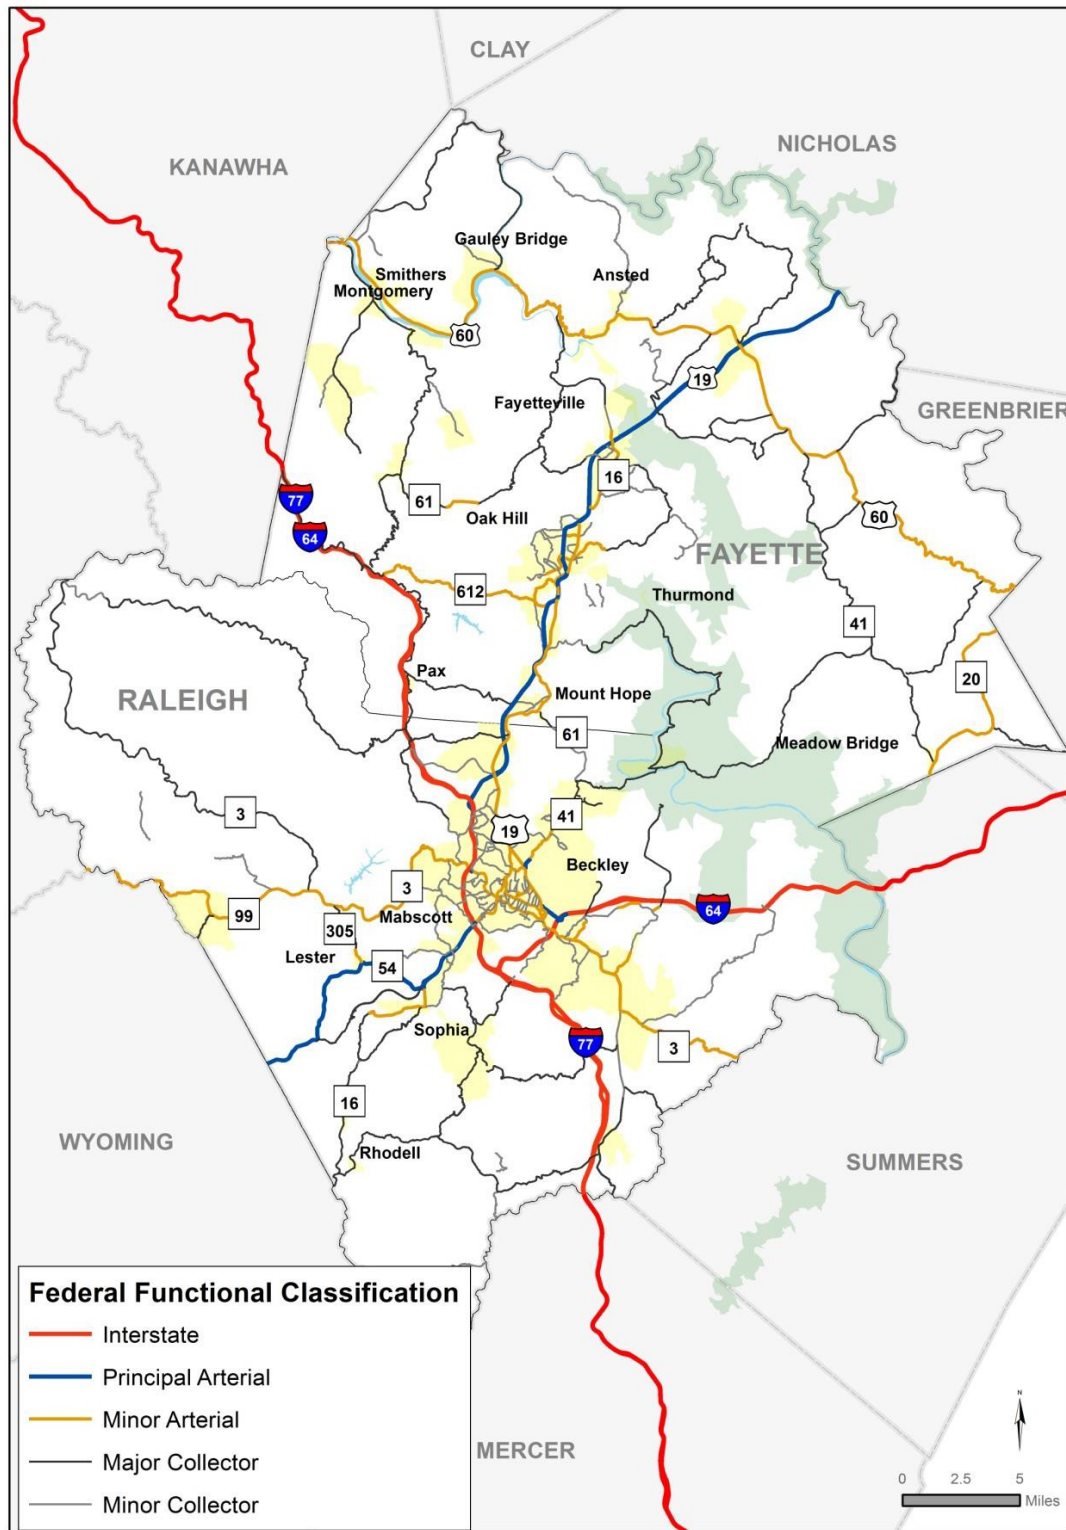 CLAY
NICHOLAS
KANAWHA
Gauley Bridge
Smithers
Ansted
Montgomery
60
19
Fayetteville
GREENBRIER
16
77
61
Oak Hill
60
64
FAYETTE
612
Thurmond
41
Pax
20
RALEIGH
Mount Hope
61
Meadow Bridge
3
41
19
Beckley
3
64
99
Mabscott
305
Lester
54
Sophia
77
3
16
WYOMING
Rhodell
SUMMERS
Federal Functional Classification
Interstate
Principal Arterial
Minor Arterial
Major Collector
Minor Collector
MERCER
N
0 2.5 5
Miles